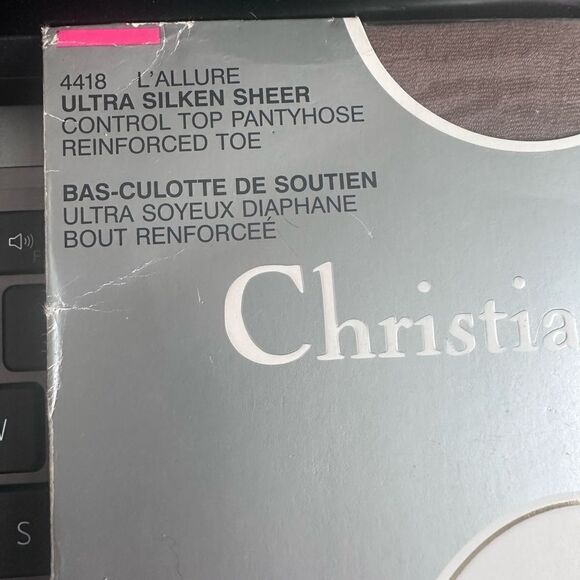 4418 L'ALLURE
ULTRA SILKEN SHEER
CONTROL TOP PANTYHOSE
REINFORCED TOE
BAS-CULOTTE DE SOUTIEN
ULTRA SOYEUX DIAPHANE
BOUT RENFORCEÉ
Christia
S